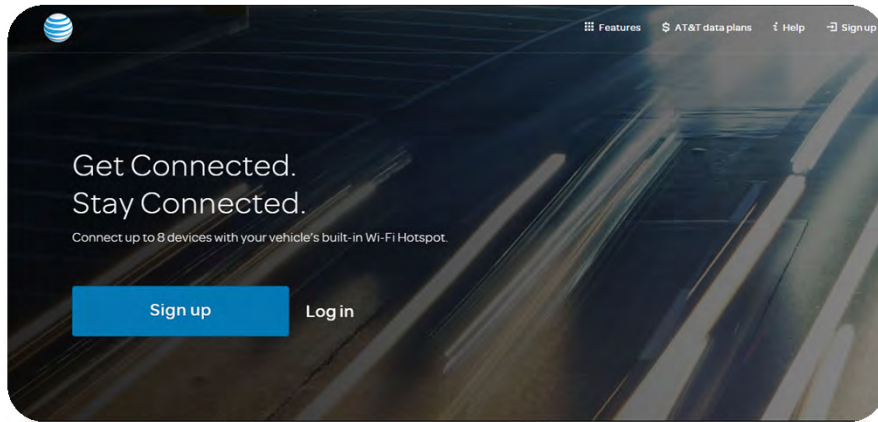 Features
$ AT&T data plans
i Help
Sign up
Get Connected.
Stay Connected.
Connect up to 8 devices with your vehicle's built-in Wi-Fi Hotspot.
Sign up
Log in